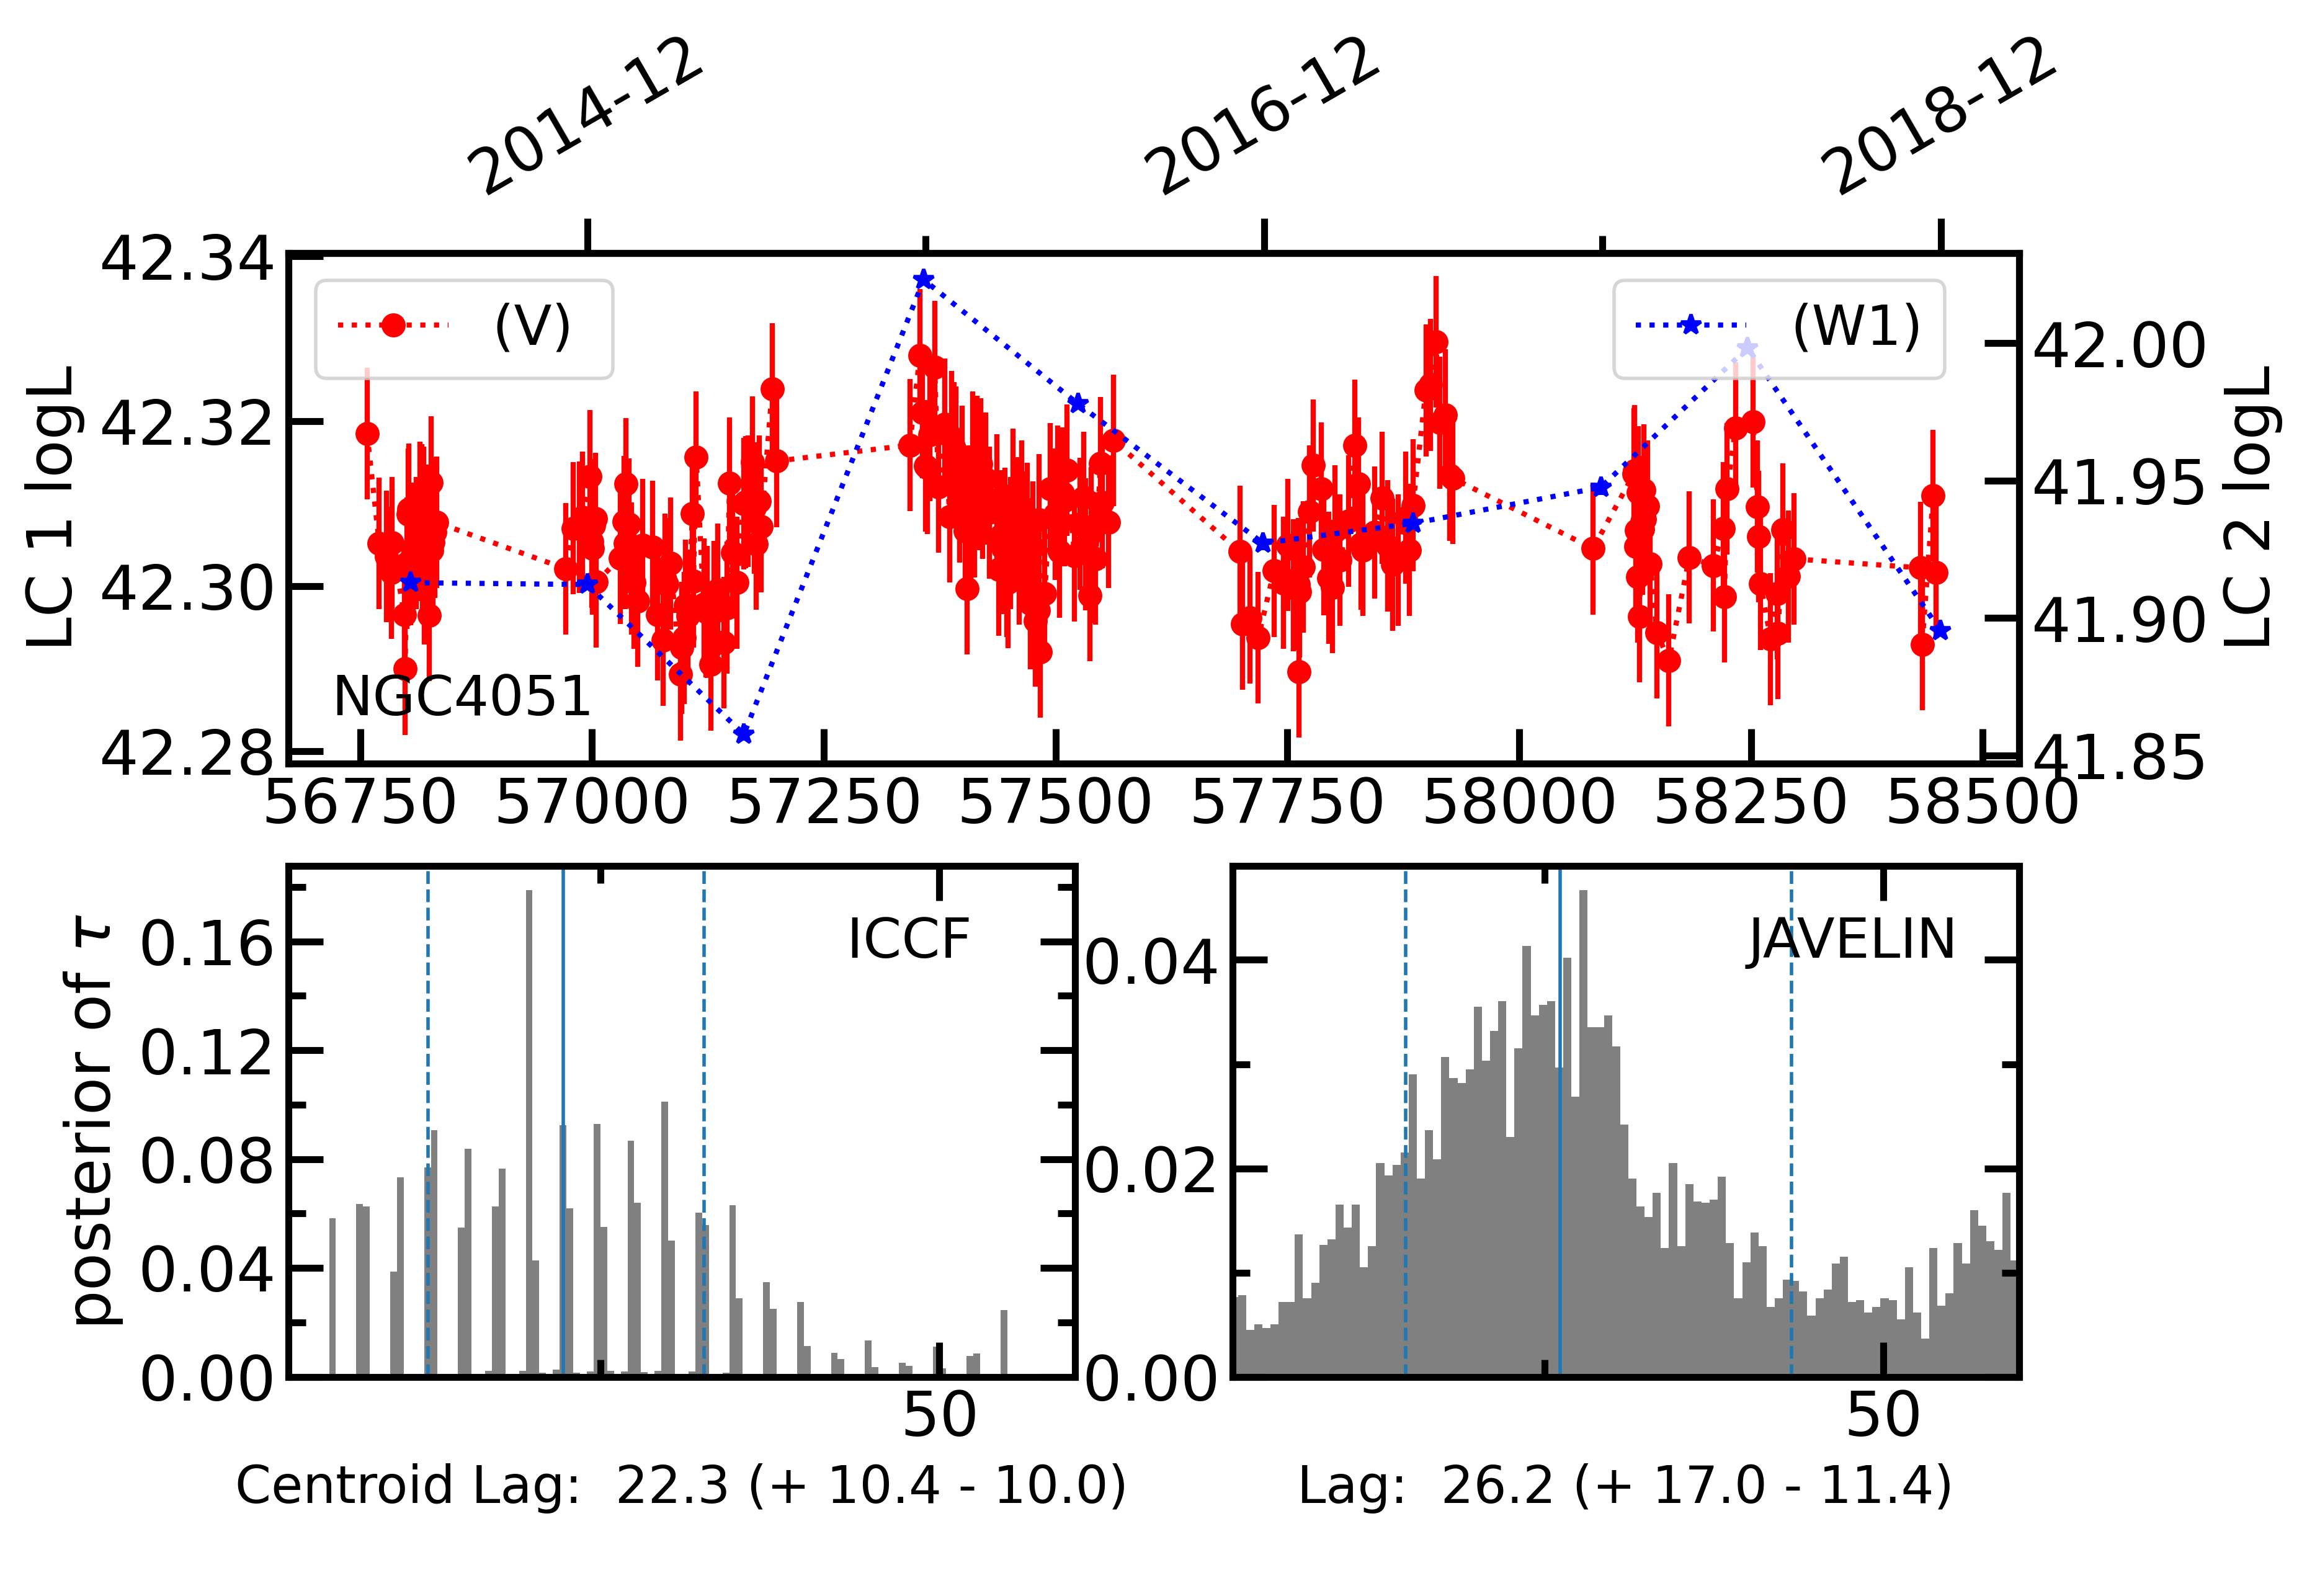 2014-12 2016-12 2018-12
42.34
(V) (W1)
42.00
42.32
41.95
42.30
41.90
NGC4051
42.28
41.85
LC 1 logL
LC 2 logL
56750 57000 57250 57500 57750 58000 58250 58500
ICCF
JAVELIN
posterior of τ
0.16
0.12
0.08
0.04
0.00
0.04
0.02
0.00
50
50
Centroid Lag: 22.3 (+ 10.4 - 10.0)
Lag: 26.2 (+ 17.0 - 11.4)